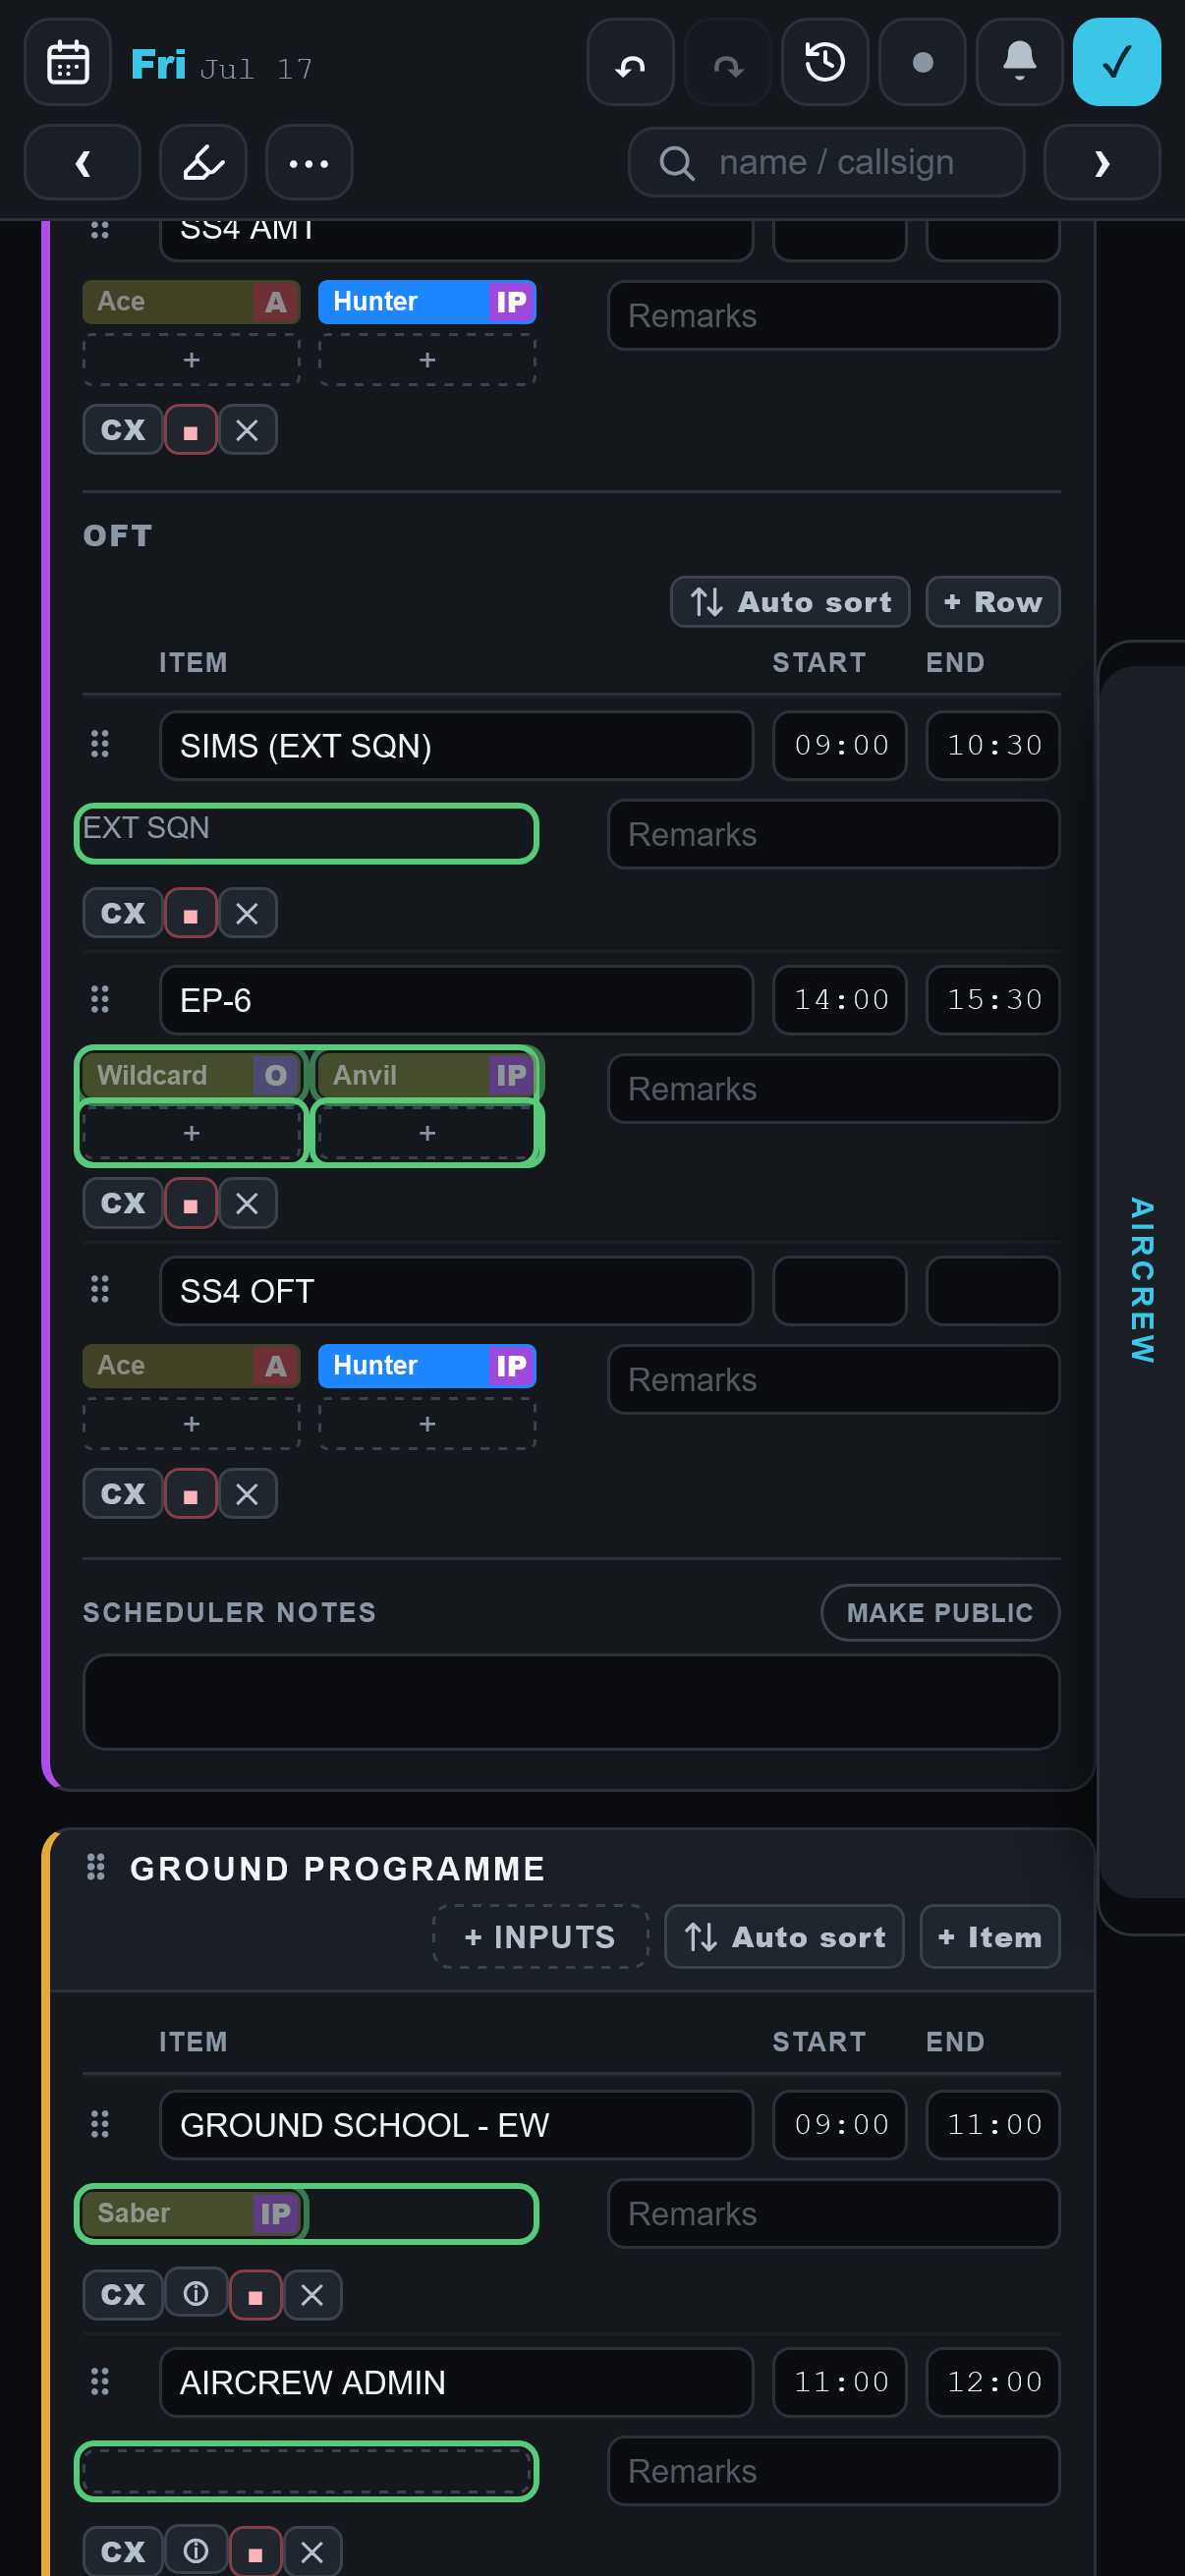 Fri Jul 17
name / callsign
SS4 AMT
Ace A Hunter IP Remarks
+ +
CX
OFT
Auto sort + Row
ITEM START END
SIMS (EXT SQN) 09:00 10:30
EXT SQN Remarks
CX
EP-6 14:00 15:30
Wildcard O Anvil IP Remarks
+ +
CX
SS4 OFT
Ace A Hunter IP Remarks
+ +
CX
AIRCREW
SCHEDULER NOTES MAKE PUBLIC
GROUND PROGRAMME
+ INPUTS Auto sort + Item
ITEM START END
GROUND SCHOOL - EW 09:00 11:00
Saber IP Remarks
CX
AIRCREW ADMIN 11:00 12:00
Remarks
CX